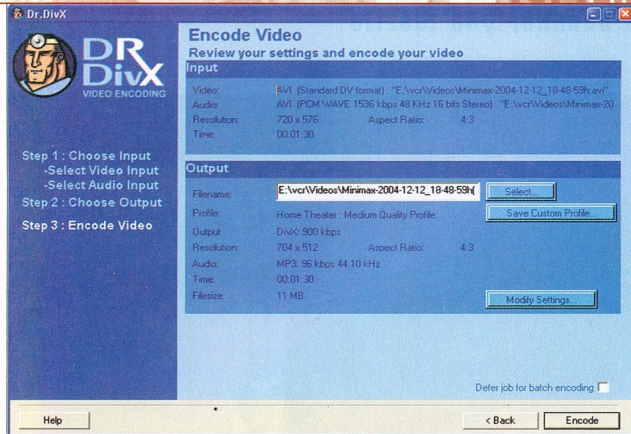 Dr.DivX
DR
DivX
VIDEO ENCODING
Step 1 : Choose Input
-Select Video Input
-Select Audio Input
Step 2 : Choose Output
Step 3 : Encode Video
Encode Video
Review your settings and encode your video
Input
Video: AVI (Standard DV format) : "E:\vcr\Videos\Minimax-2004-12-12_18-48-59h.avi"
Audio: AVI (PCM WAVE 1536 kbps 48 KHz 16 bits Stereo) : "E:\vcr\Videos\Minimax-20
Resolution: 720 x 576 Aspect Ratio: 4:3
Time: 00:01:30
Output
Filename: E:\vcr\Videos\Minimax-2004-12-12_18-48-59h( Select...
Profile: Home Theater : Medium Quality Profile Save Custom Profile...
Output DivX: 900 kbps
Resolution: 704 x 512 Aspect Ratio: 4:3
Audio: MP3: 96 kbps 44.10 kHz
Time: 00:01:30
Filesize: 11 MB Modify Settings...
Defer job for batch encoding
Help < Back Encode